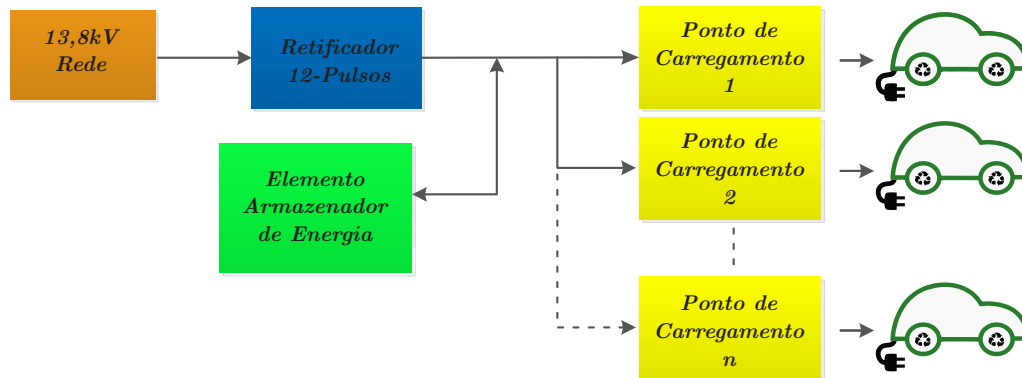 13,8kV
Rede
Retificador
12-Pulsos
Elemento
Armazenador
de Energia
Ponto de
Carregamento
1
Ponto de
Carregamento
2
Ponto de
Carregamento
n